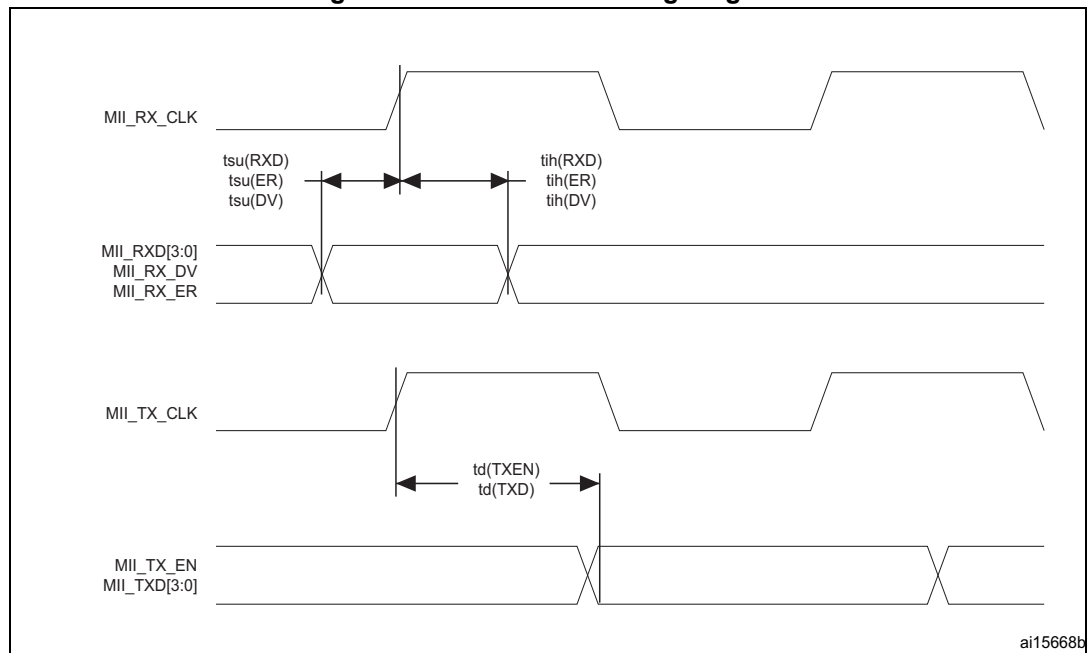 MII_RX_CLK
tsu(RXD)
tsu(ER)
tsu(DV)
tih(RXD)
tih(ER)
tih(DV)
MII_RXD[3:0]
MII_RX_DV
MII_RX_ER
MII_TX_CLK
td(TXEN)
td(TXD)
MII_TX_EN
MII_TXD[3:0]
ai15668b